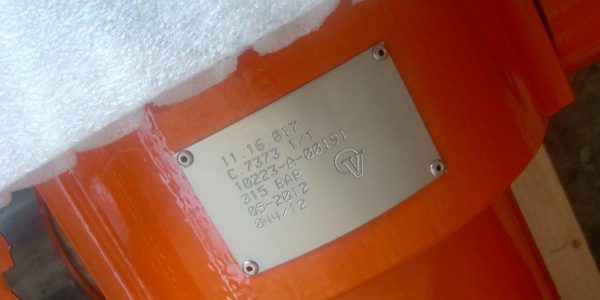 11.16.017
C.7373 1/1
10223-A-00191
315 BAR
05-2012
044/12